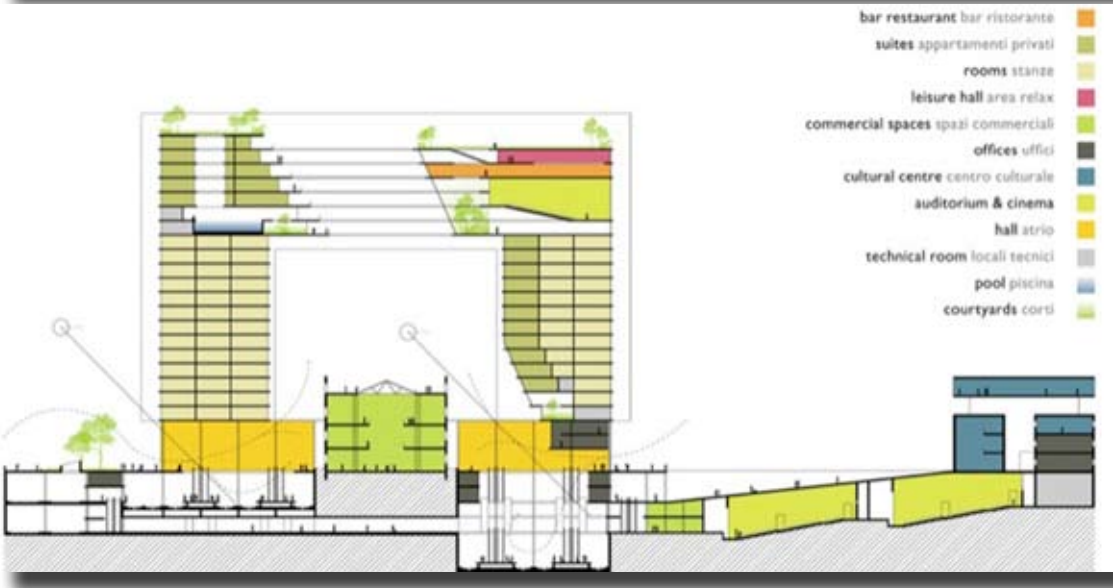 bar restaurant bar ristorante
suites appartamenti privati
rooms stanze
leisure hall area relax
commercial spaces spazi commerciali
offices uffici
cultural centre centro culturale
auditorium & cinema
hall atrio
technical room locali tecnici
pool piscina
courtyards corti